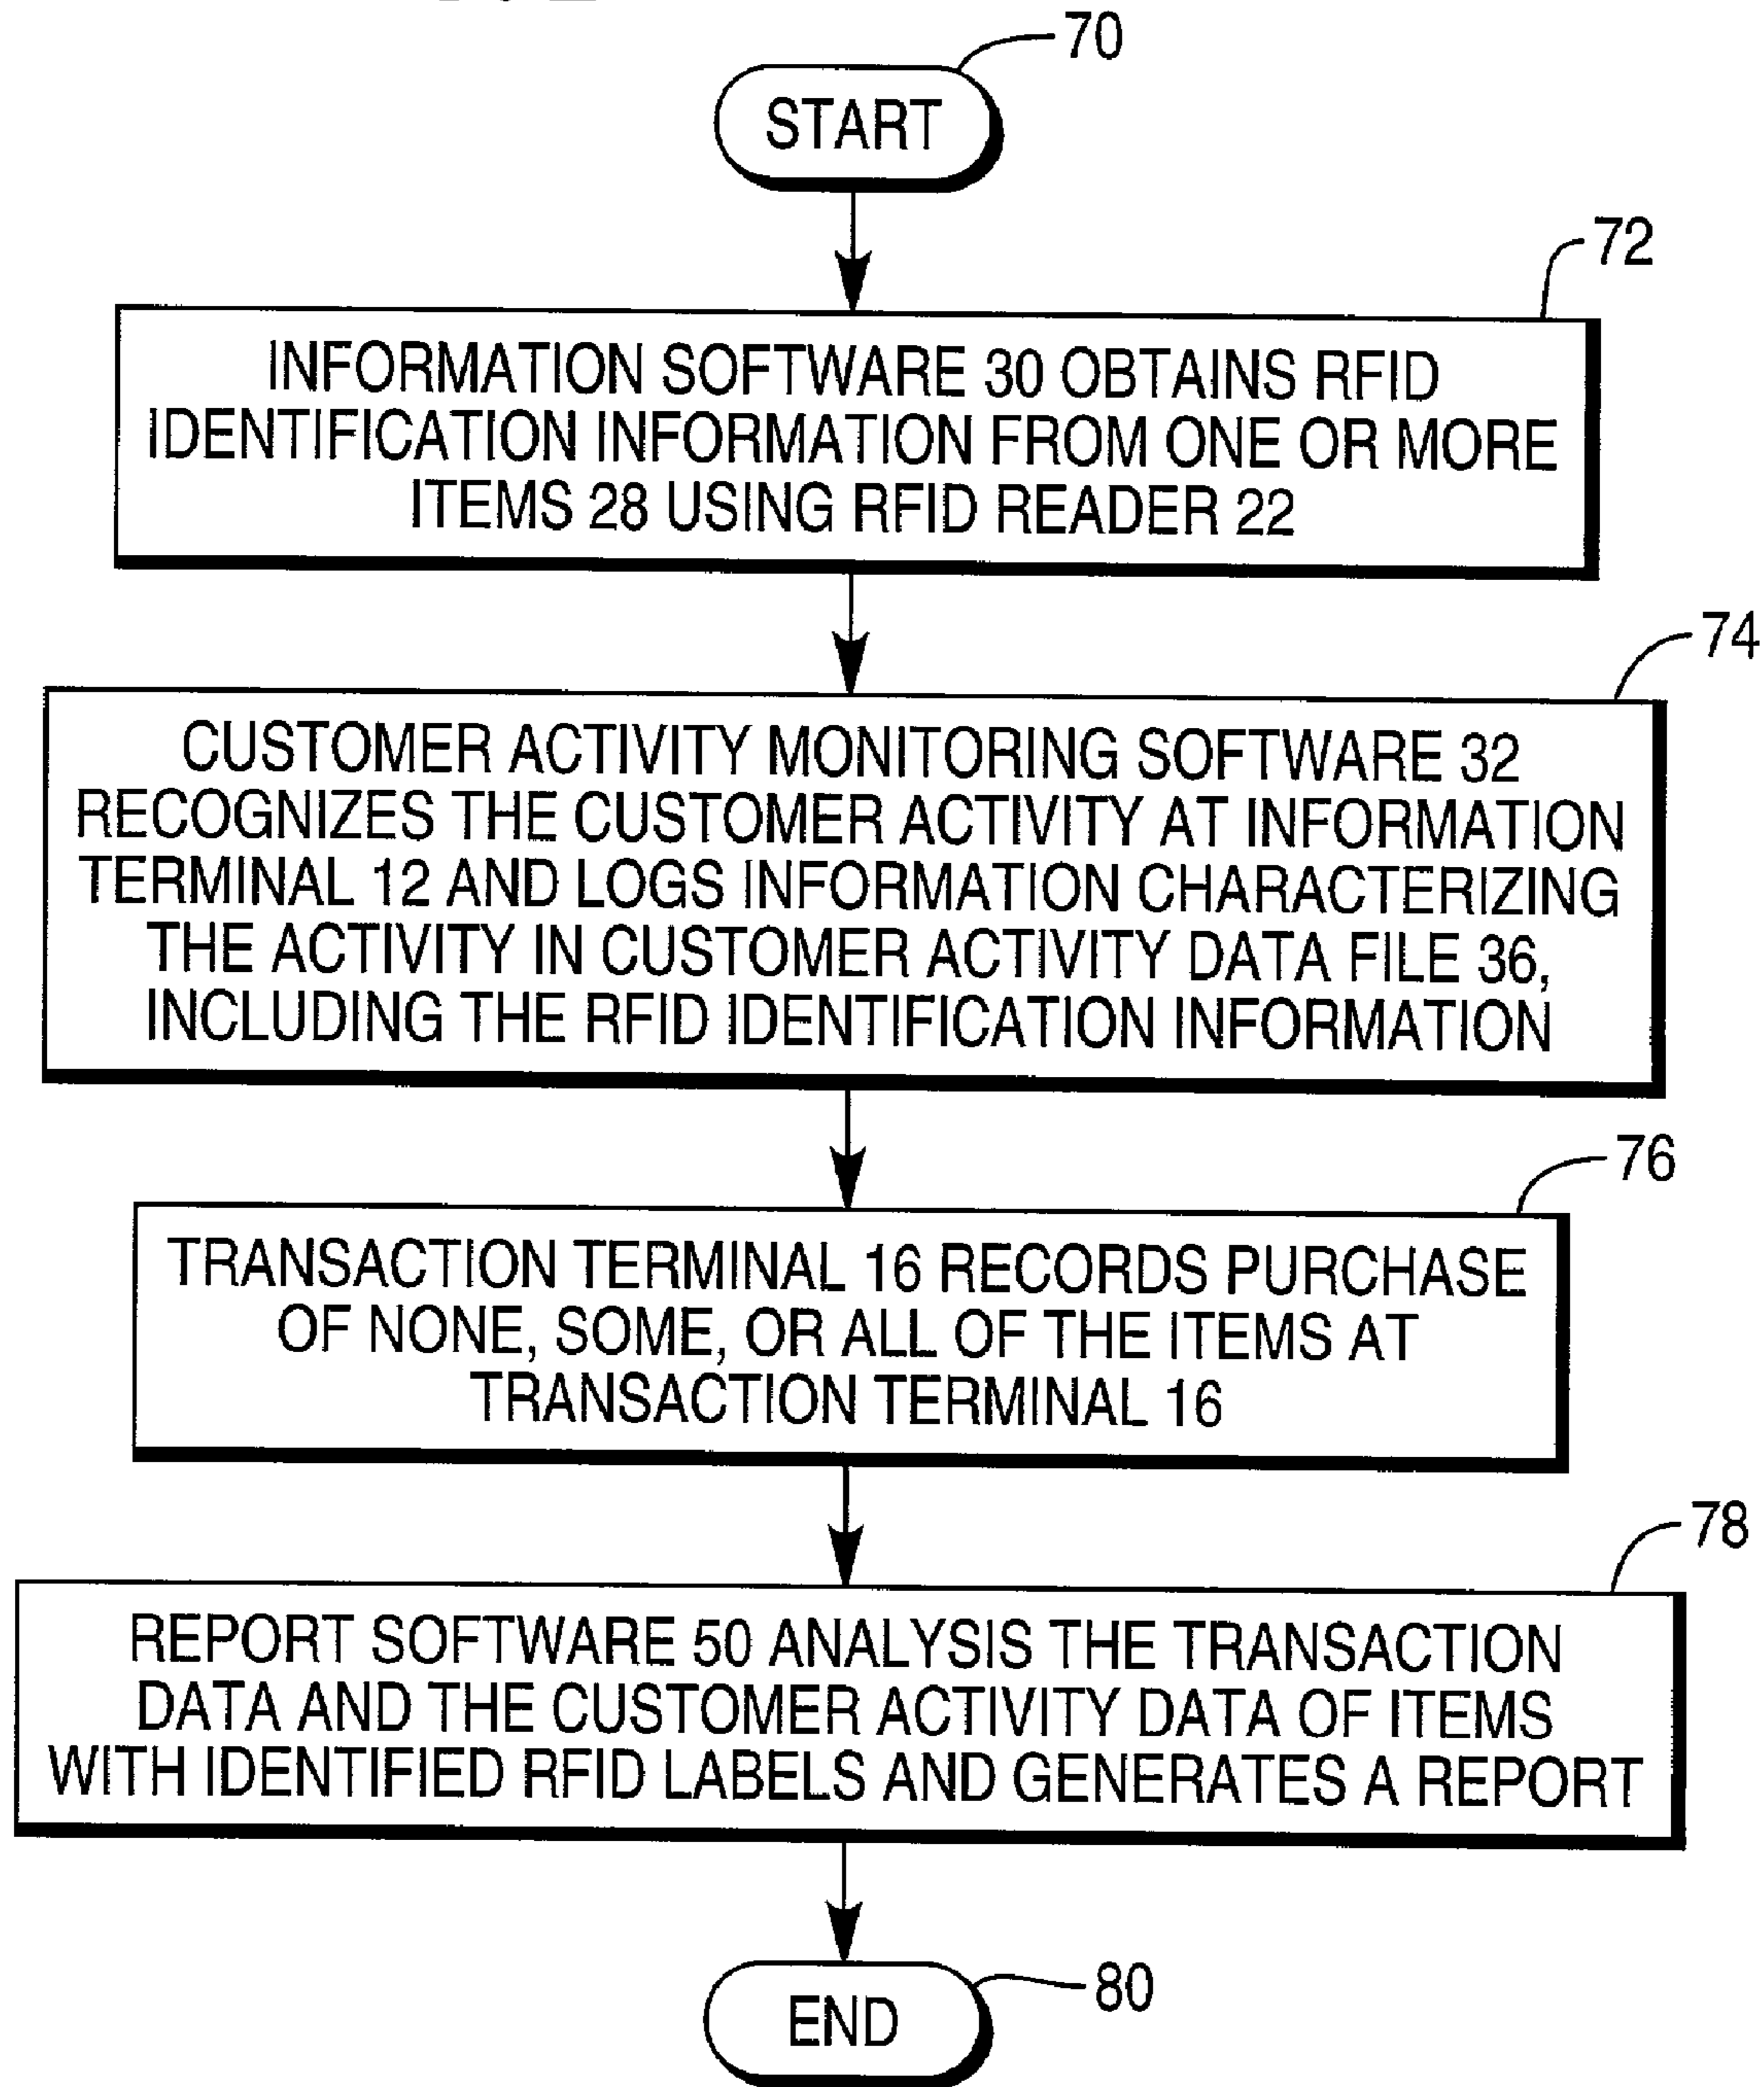 70
START
72
INFORMATION SOFTWARE 30 OBTAINS RFID
IDENTIFICATION INFORMATION FROM ONE OR MORE
ITEMS 28 USING RFID READER 22
74
CUSTOMER ACTIVITY MONITORING SOFTWARE 32
RECOGNIZES THE CUSTOMER ACTIVITY AT INFORMATION
TERMINAL 12 AND LOGS INFORMATION CHARACTERIZING
THE ACTIVITY IN CUSTOMER ACTIVITY DATA FILE 36,
INCLUDING THE RFID IDENTIFICATION INFORMATION
76
TRANSACTION TERMINAL 16 RECORDS PURCHASE
OF NONE, SOME, OR ALL OF THE ITEMS AT
TRANSACTION TERMINAL 16
78
REPORT SOFTWARE 50 ANALYSIS THE TRANSACTION
DATA AND THE CUSTOMER ACTIVITY DATA OF ITEMS
WITH IDENTIFIED RFID LABELS AND GENERATES A REPORT
END
80